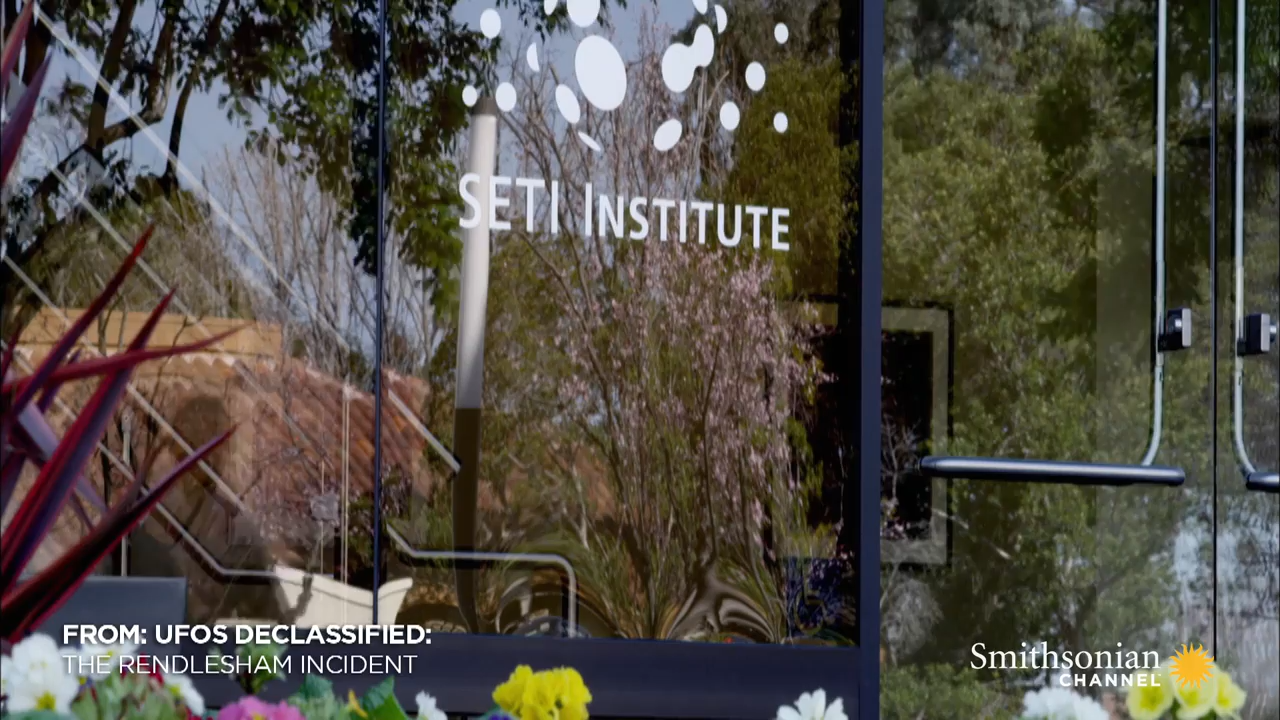 SETI INSTITUTE
FROM: UFOS DECLASSIFIED:
THE RENDLESHAM INCIDENT
Smithsonian
CHANNEL